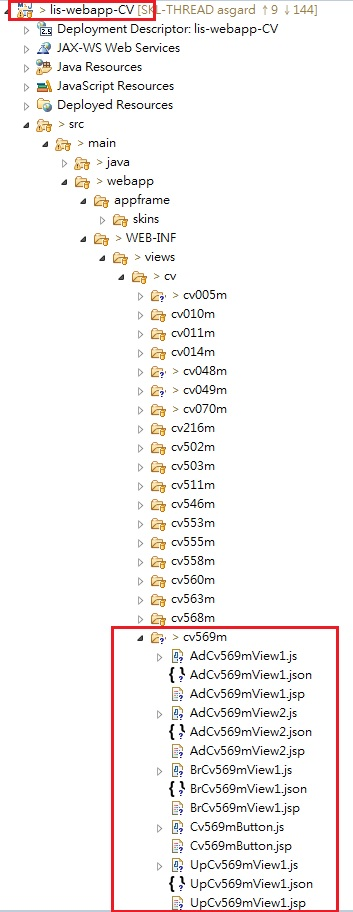 > lis-webapp-CV [SKL-THREAD asgard ↑9 ↓144]
Deployment Descriptor: lis-webapp-CV
JAX-WS Web Services
Java Resources
JavaScript Resources
Deployed Resources
> src
> main
> java
> webapp
appframe
skins
> WEB-INF
> views
> cv
> cv005m
cv010m
cv011m
cv014m
> cv048m
> cv049m
> cv070m
cv216m
cv502m
cv503m
cv511m
cv546m
cv553m
cv555m
cv558m
cv560m
cv563m
cv568m
> cv569m
AdCv569mView1.js
AdCv569mView1.json
AdCv569mView1.jsp
AdCv569mView2.js
AdCv569mView2.json
AdCv569mView2.jsp
BrCv569mView1.js
BrCv569mView1.json
BrCv569mView1.jsp
Cv569mButton.js
Cv569mButton.jsp
UpCv569mView1.js
UpCv569mView1.json
UpCv569mView1.jsp